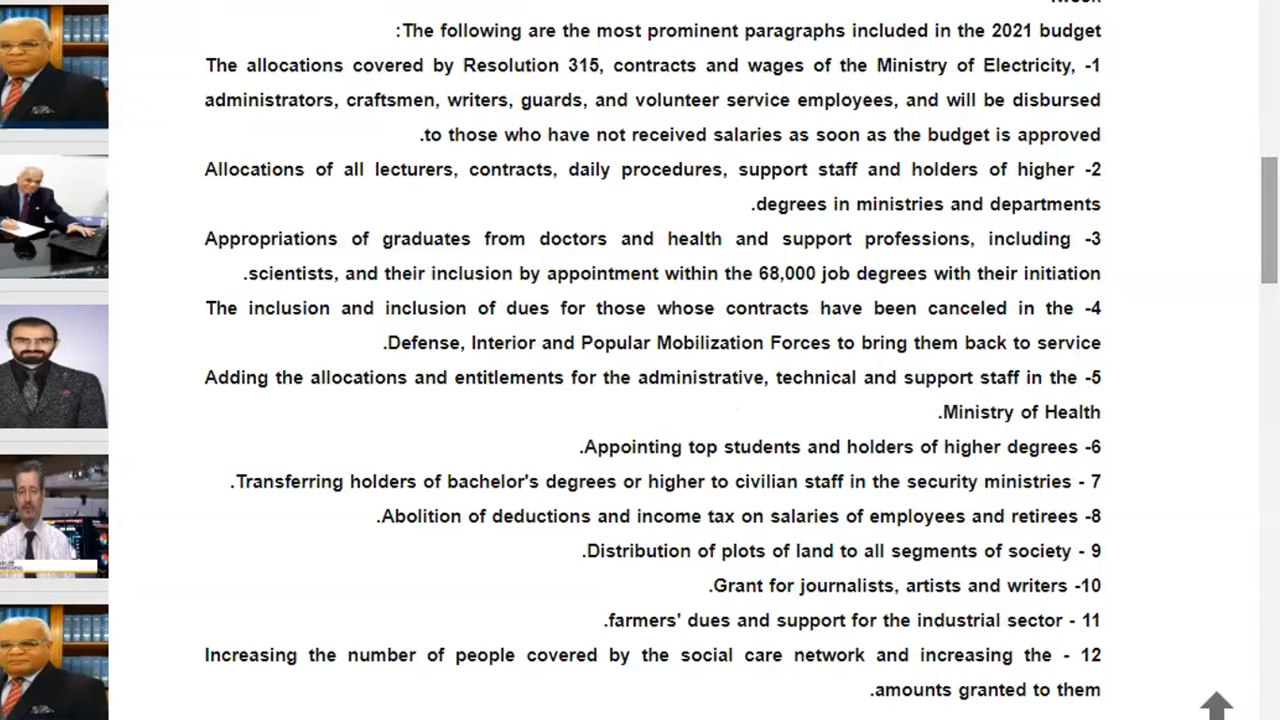 :The following are the most prominent paragraphs included in the 2021 budget
The allocations covered by Resolution 315, contracts and wages of the Ministry of Electricity, -1
administrators, craftsmen, writers, guards, and volunteer service employees, and will be disbursed
.to those who have not received salaries as soon as the budget is approved
Allocations of all lecturers, contracts, daily procedures, support staff and holders of higher -2
.degrees in ministries and departments
Appropriations of graduates from doctors and health and support professions, including -3
.scientists, and their inclusion by appointment within the 68,000 job degrees with their initiation
The inclusion and inclusion of dues for those whose contracts have been canceled in the -4
.Defense, Interior and Popular Mobilization Forces to bring them back to service
Adding the allocations and entitlements for the administrative, technical and support staff in the -5
.Ministry of Health
.Appointing top students and holders of higher degrees -6
.Transferring holders of bachelor's degrees or higher to civilian staff in the security ministries - 7
.Abolition of deductions and income tax on salaries of employees and retirees -8
.Distribution of plots of land to all segments of society - 9
.Grant for journalists, artists and writers -10
.farmers' dues and support for the industrial sector - 11
Increasing the number of people covered by the social care network and increasing the - 12
.amounts granted to them